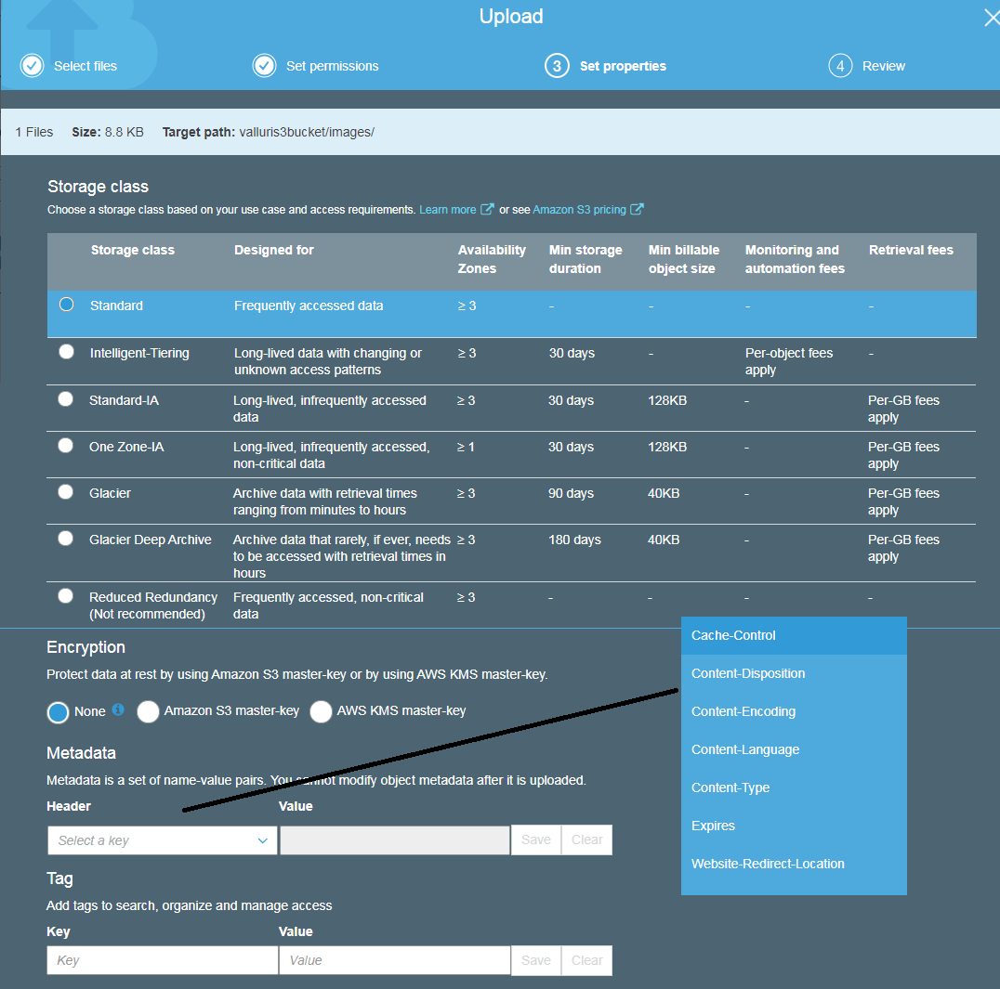 Upload
Select files Set permissions 3 Set properties 4 Review
1 Files Size: 8.8 KB Target path: valluris3bucket/images/
Storage class
Choose a storage class based on your use case and access requirements. Learn more or see Amazon S3 pricing
Storage class Designed for Availability Zones Min storage duration Min billable object size Monitoring and automation fees Retrieval fees
Standard Frequently accessed data ≥ 3 - - - -
Intelligent-Tiering Long-lived data with changing or unknown access patterns ≥ 3 30 days - Per-object fees apply -
Standard-IA Long-lived, infrequently accessed data ≥ 3 30 days 128KB - Per-GB fees apply
One Zone-IA Long-lived, infrequently accessed, non-critical data ≥ 1 30 days 128KB - Per-GB fees apply
Glacier Archive data with retrieval times ranging from minutes to hours ≥ 3 90 days 40KB - Per-GB fees apply
Glacier Deep Archive Archive data that rarely, if ever, needs to be accessed with retrieval times in hours ≥ 3 180 days 40KB - Per-GB fees apply
Reduced Redundancy (Not recommended) Frequently accessed, non-critical data ≥ 3 - - - -
Encryption
Protect data at rest by using Amazon S3 master-key or by using AWS KMS master-key.
None Amazon S3 master-key AWS KMS master-key
Metadata
Metadata is a set of name-value pairs. You cannot modify object metadata after it is uploaded.
Header Value
Select a key Save Clear
Tag
Add tags to search, organize and manage access
Key Value
Key Value Save Clear
Cache-Control
Content-Disposition
Content-Encoding
Content-Language
Content-Type
Expires
Website-Redirect-Location